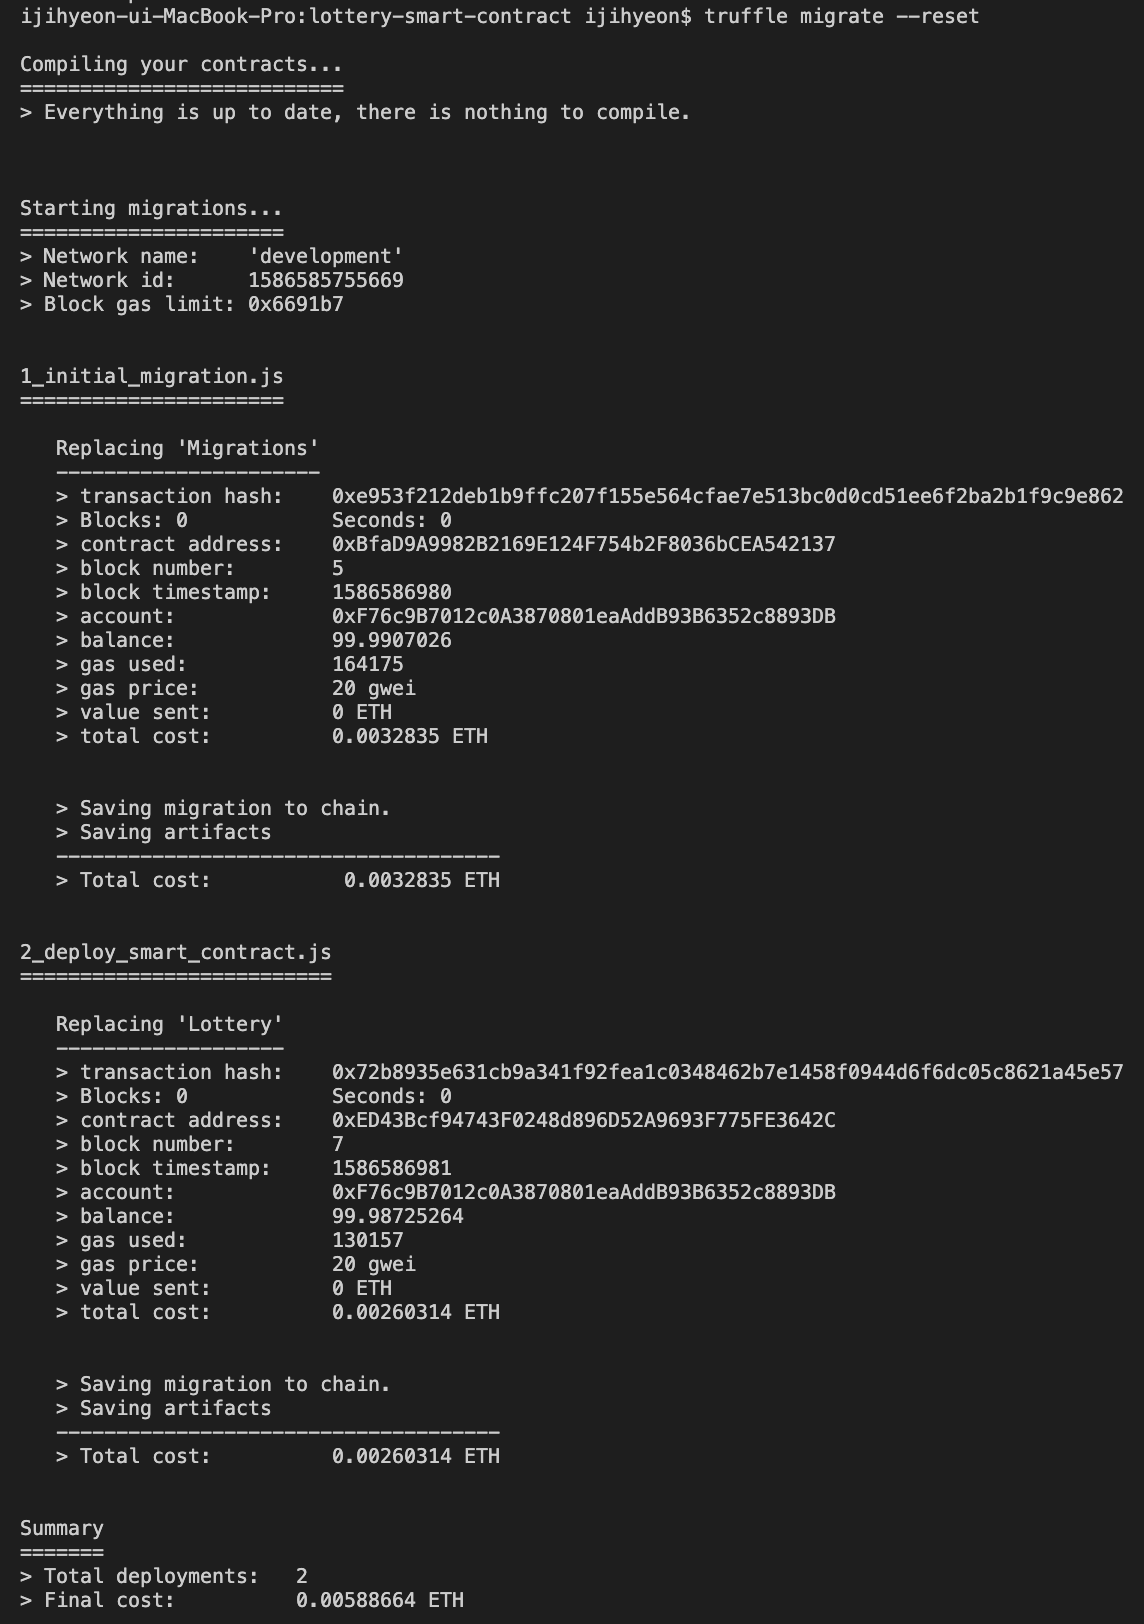 ijihyeon-ui-MacBook-Pro:lottery-smart-contract ijihyeon$ truffle migrate --reset
Compiling your contracts...
===========================
> Everything is up to date, there is nothing to compile.
Starting migrations...
======================
> Network name:    'development'
> Network id:      1586585755669
> Block gas limit: 0x6691b7
1_initial_migration.js
======================
   Replacing 'Migrations'
   ----------------------
   > transaction hash:    0xe953f212deb1b9ffc207f155e564cfae7e513bc0d0cd51ee6f2ba2b1f9c9e862
   > Blocks: 0            Seconds: 0
   > contract address:    0xBfaD9A9982B2169E124F754b2F8036bCEA542137
   > block number:        5
   > block timestamp:     1586586980
   > account:             0xF76c9B7012c0A3870801eaAddB93B6352c8893DB
   > balance:             99.9907026
   > gas used:            164175
   > gas price:           20 gwei
   > value sent:          0 ETH
   > total cost:          0.0032835 ETH
   > Saving migration to chain.
   > Saving artifacts
   -------------------------------------
   > Total cost:           0.0032835 ETH
2_deploy_smart_contract.js
==========================
   Replacing 'Lottery'
   -------------------
   > transaction hash:    0x72b8935e631cb9a341f92fea1c0348462b7e1458f0944d6f6dc05c8621a45e57
   > Blocks: 0            Seconds: 0
   > contract address:    0xED43Bcf94743F0248d896D52A9693F775FE3642C
   > block number:        7
   > block timestamp:     1586586981
   > account:             0xF76c9B7012c0A3870801eaAddB93B6352c8893DB
   > balance:             99.98725264
   > gas used:            130157
   > gas price:           20 gwei
   > value sent:          0 ETH
   > total cost:          0.00260314 ETH
   > Saving migration to chain.
   > Saving artifacts
   -------------------------------------
   > Total cost:          0.00260314 ETH
Summary
=======
> Total deployments:   2
> Final cost:          0.00588664 ETH